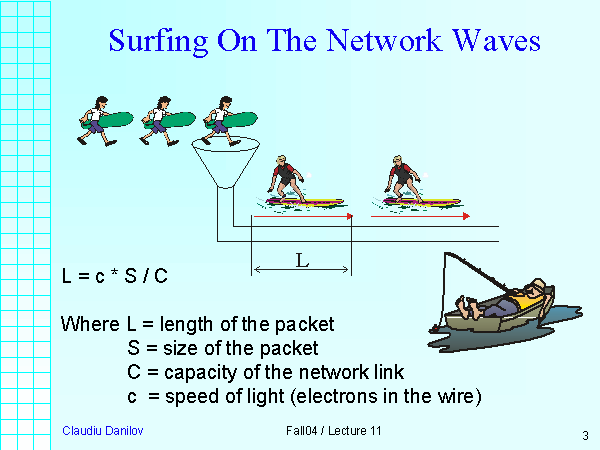 Surfing On The Network Waves
L
L = c * S / C
Where L = length of the packet
S = size of the packet
C = capacity of the network link
c = speed of light (electrons in the wire)
Claudiu Danilov
Fall04 / Lecture 11
3